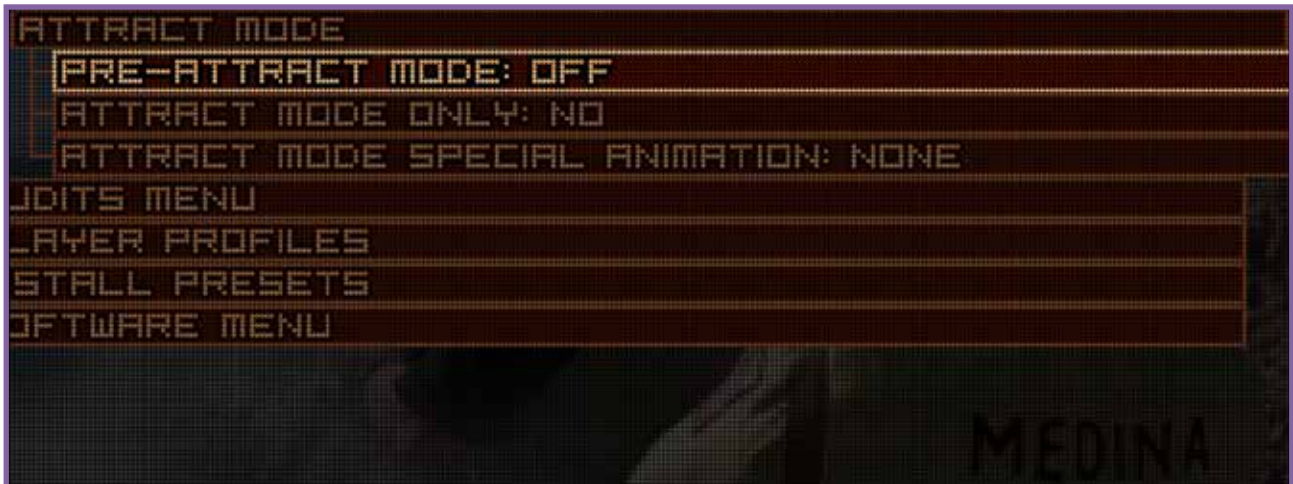 ATTRACT MODE
PRE-ATTRACT MODE: OFF
ATTRACT MODE ONLY: NO
ATTRACT MODE SPECIAL ANIMATION: NONE
UDITS MENU
LAYER PROFILES
STALL PRESETS
OFTWARE MENU
MEDINA